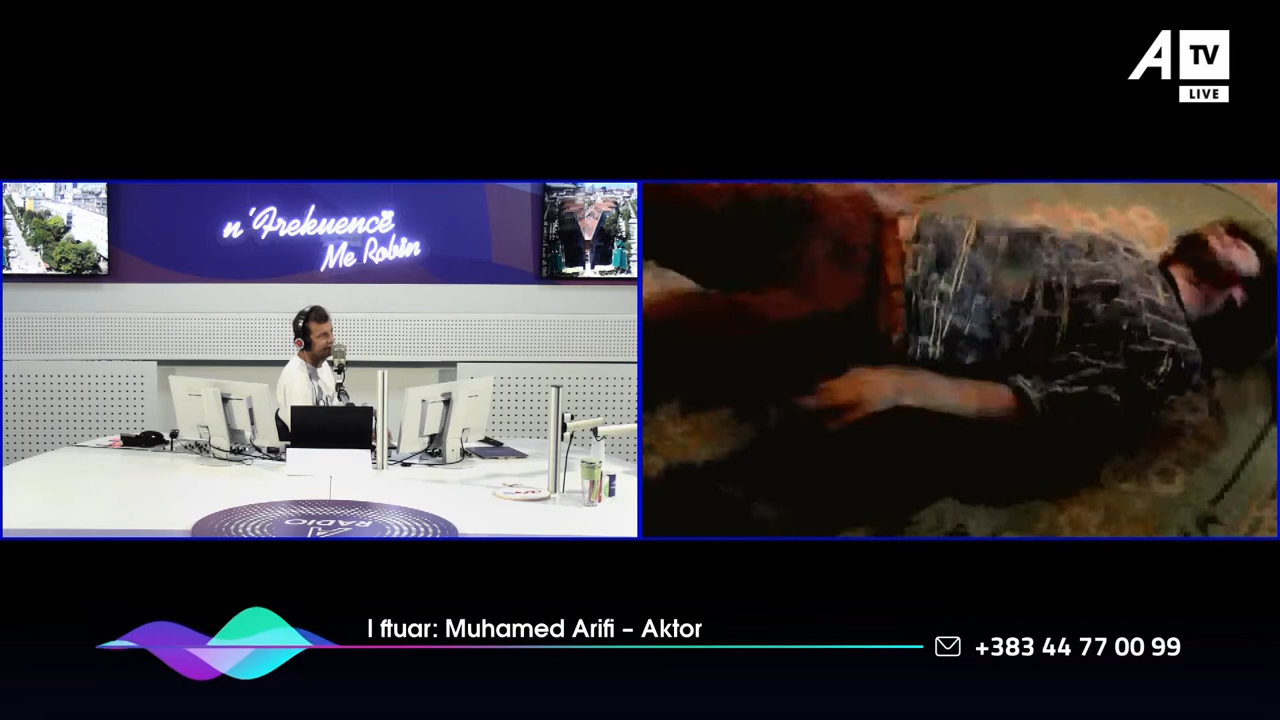 A TV
LIVE
n'Frekuencë
Me Robin
A RADIO
I ftuar: Muhamed Arifi – Aktor
+383 44 77 00 99